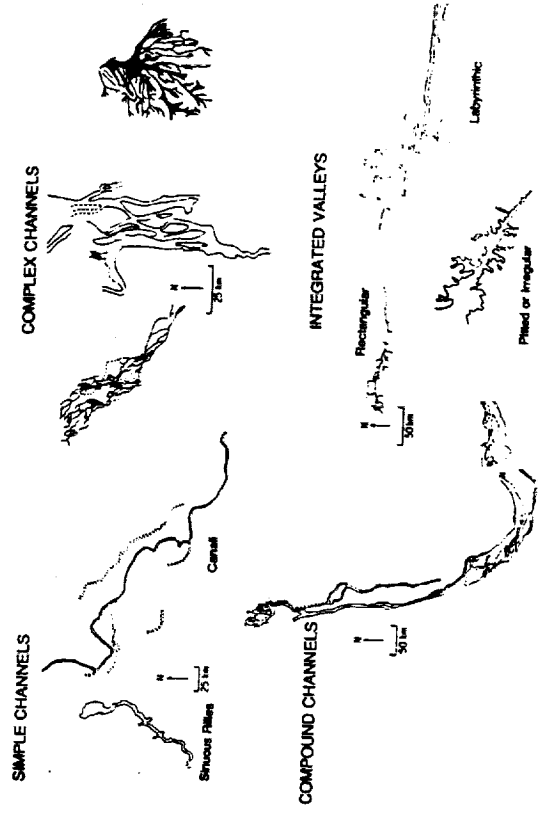 SIMPLE CHANNELS
Sinuous Rilles
Canali
N
25 km
COMPLEX CHANNELS
N
25 km
COMPOUND CHANNELS
N
50 km
INTEGRATED VALLEYS
Rectangular
N
50 km
Labyrinthic
Pitted or Irregular